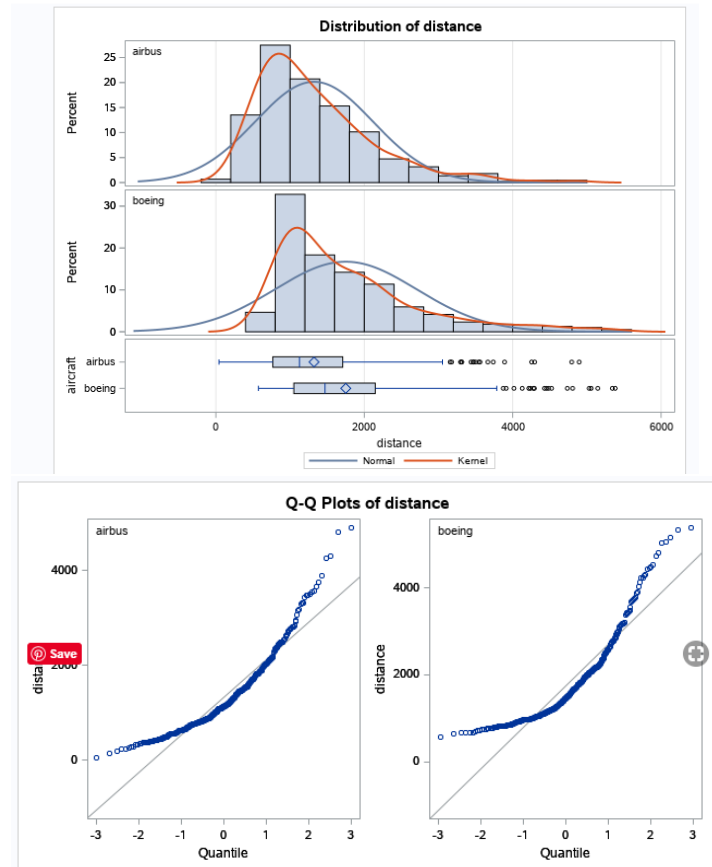 Distribution of distance
airbus
25
20
15
10
5
0
Percent
boeing
30
20
10
0
Percent
aircraft
airbus
boeing
0 2000 4000 6000
distance
Normal Kernel
Q-Q Plots of distance
airbus boeing
4000
2000
0
distance
Save
4000
2000
0
distance
-3 -2 -1 0 1 2 3
Quantile
-3 -2 -1 0 1 2 3
Quantile